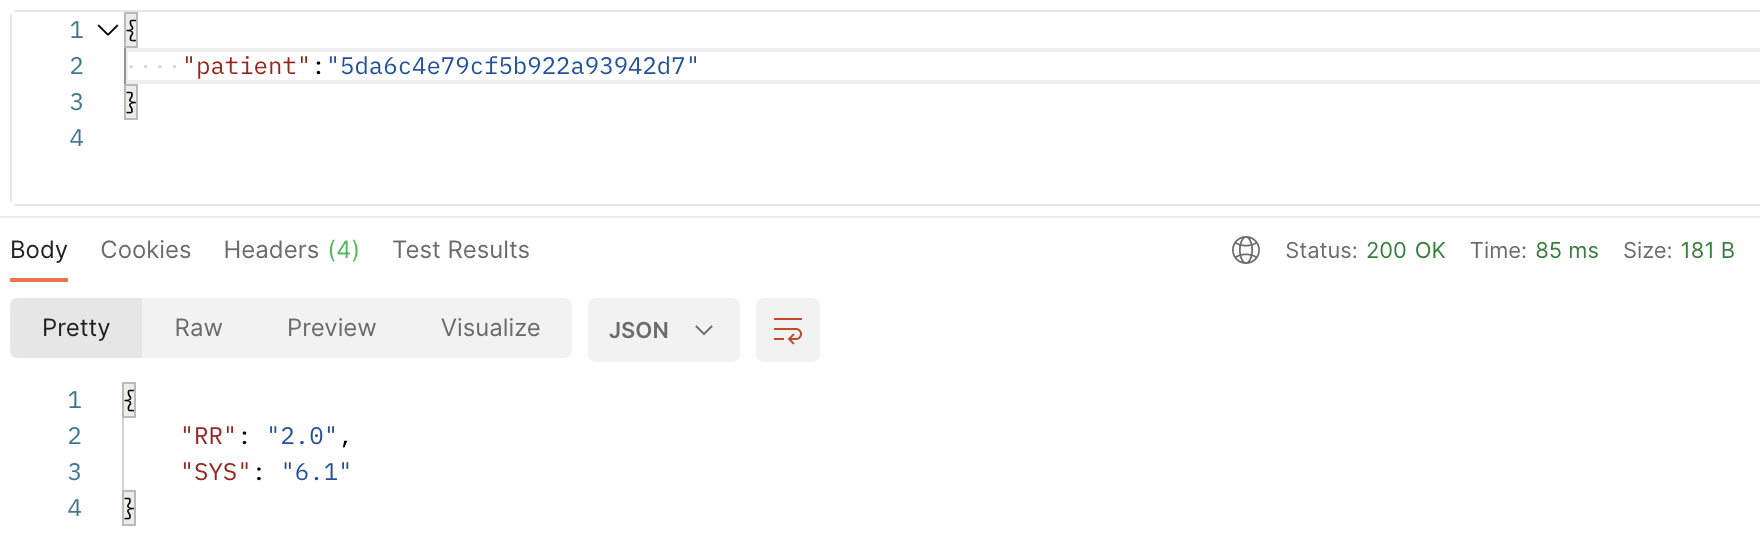 1 {
2 "patient":"5da6c4e79cf5b922a93942d7"
3 }
4
Body Cookies Headers (4) Test Results Status: 200 OK Time: 85 ms Size: 181 B
Pretty Raw Preview Visualize JSON
1 {
2 "RR": "2.0",
3 "SYS": "6.1"
4 }